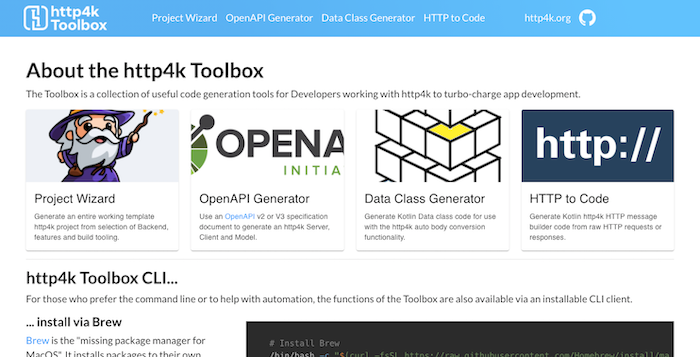 http4k
Toolbox
Project Wizard OpenAPI Generator Data Class Generator HTTP to Code http4k.org
About the http4k Toolbox
The Toolbox is a collection of useful code generation tools for Developers working with http4k to turbo-charge app development.
OPENA
INITIA
http://
Project Wizard
Generate an entire working template
http4k project from selection of Backend,
features and build tooling.
OpenAPI Generator
Use an OpenAPI v2 or V3 specification
document to generate an http4k Server,
Client and Model.
Data Class Generator
Generate Kotlin Data class code for use
with the http4k auto body conversion
functionality.
HTTP to Code
Generate Kotlin http4k HTTP message
builder code from raw HTTP requests or
responses.
http4k Toolbox CLI...
For those who prefer the command line or to help with automation, the functions of the Toolbox are also available via an installable CLI client.
... install via Brew
Brew is the "missing package manager for
MacOS". It installs packages to their own
# Install Brew
/bin/bash -c "$(curl -fsSL https://raw.githubusercontent.com/Homebrew/install/ma